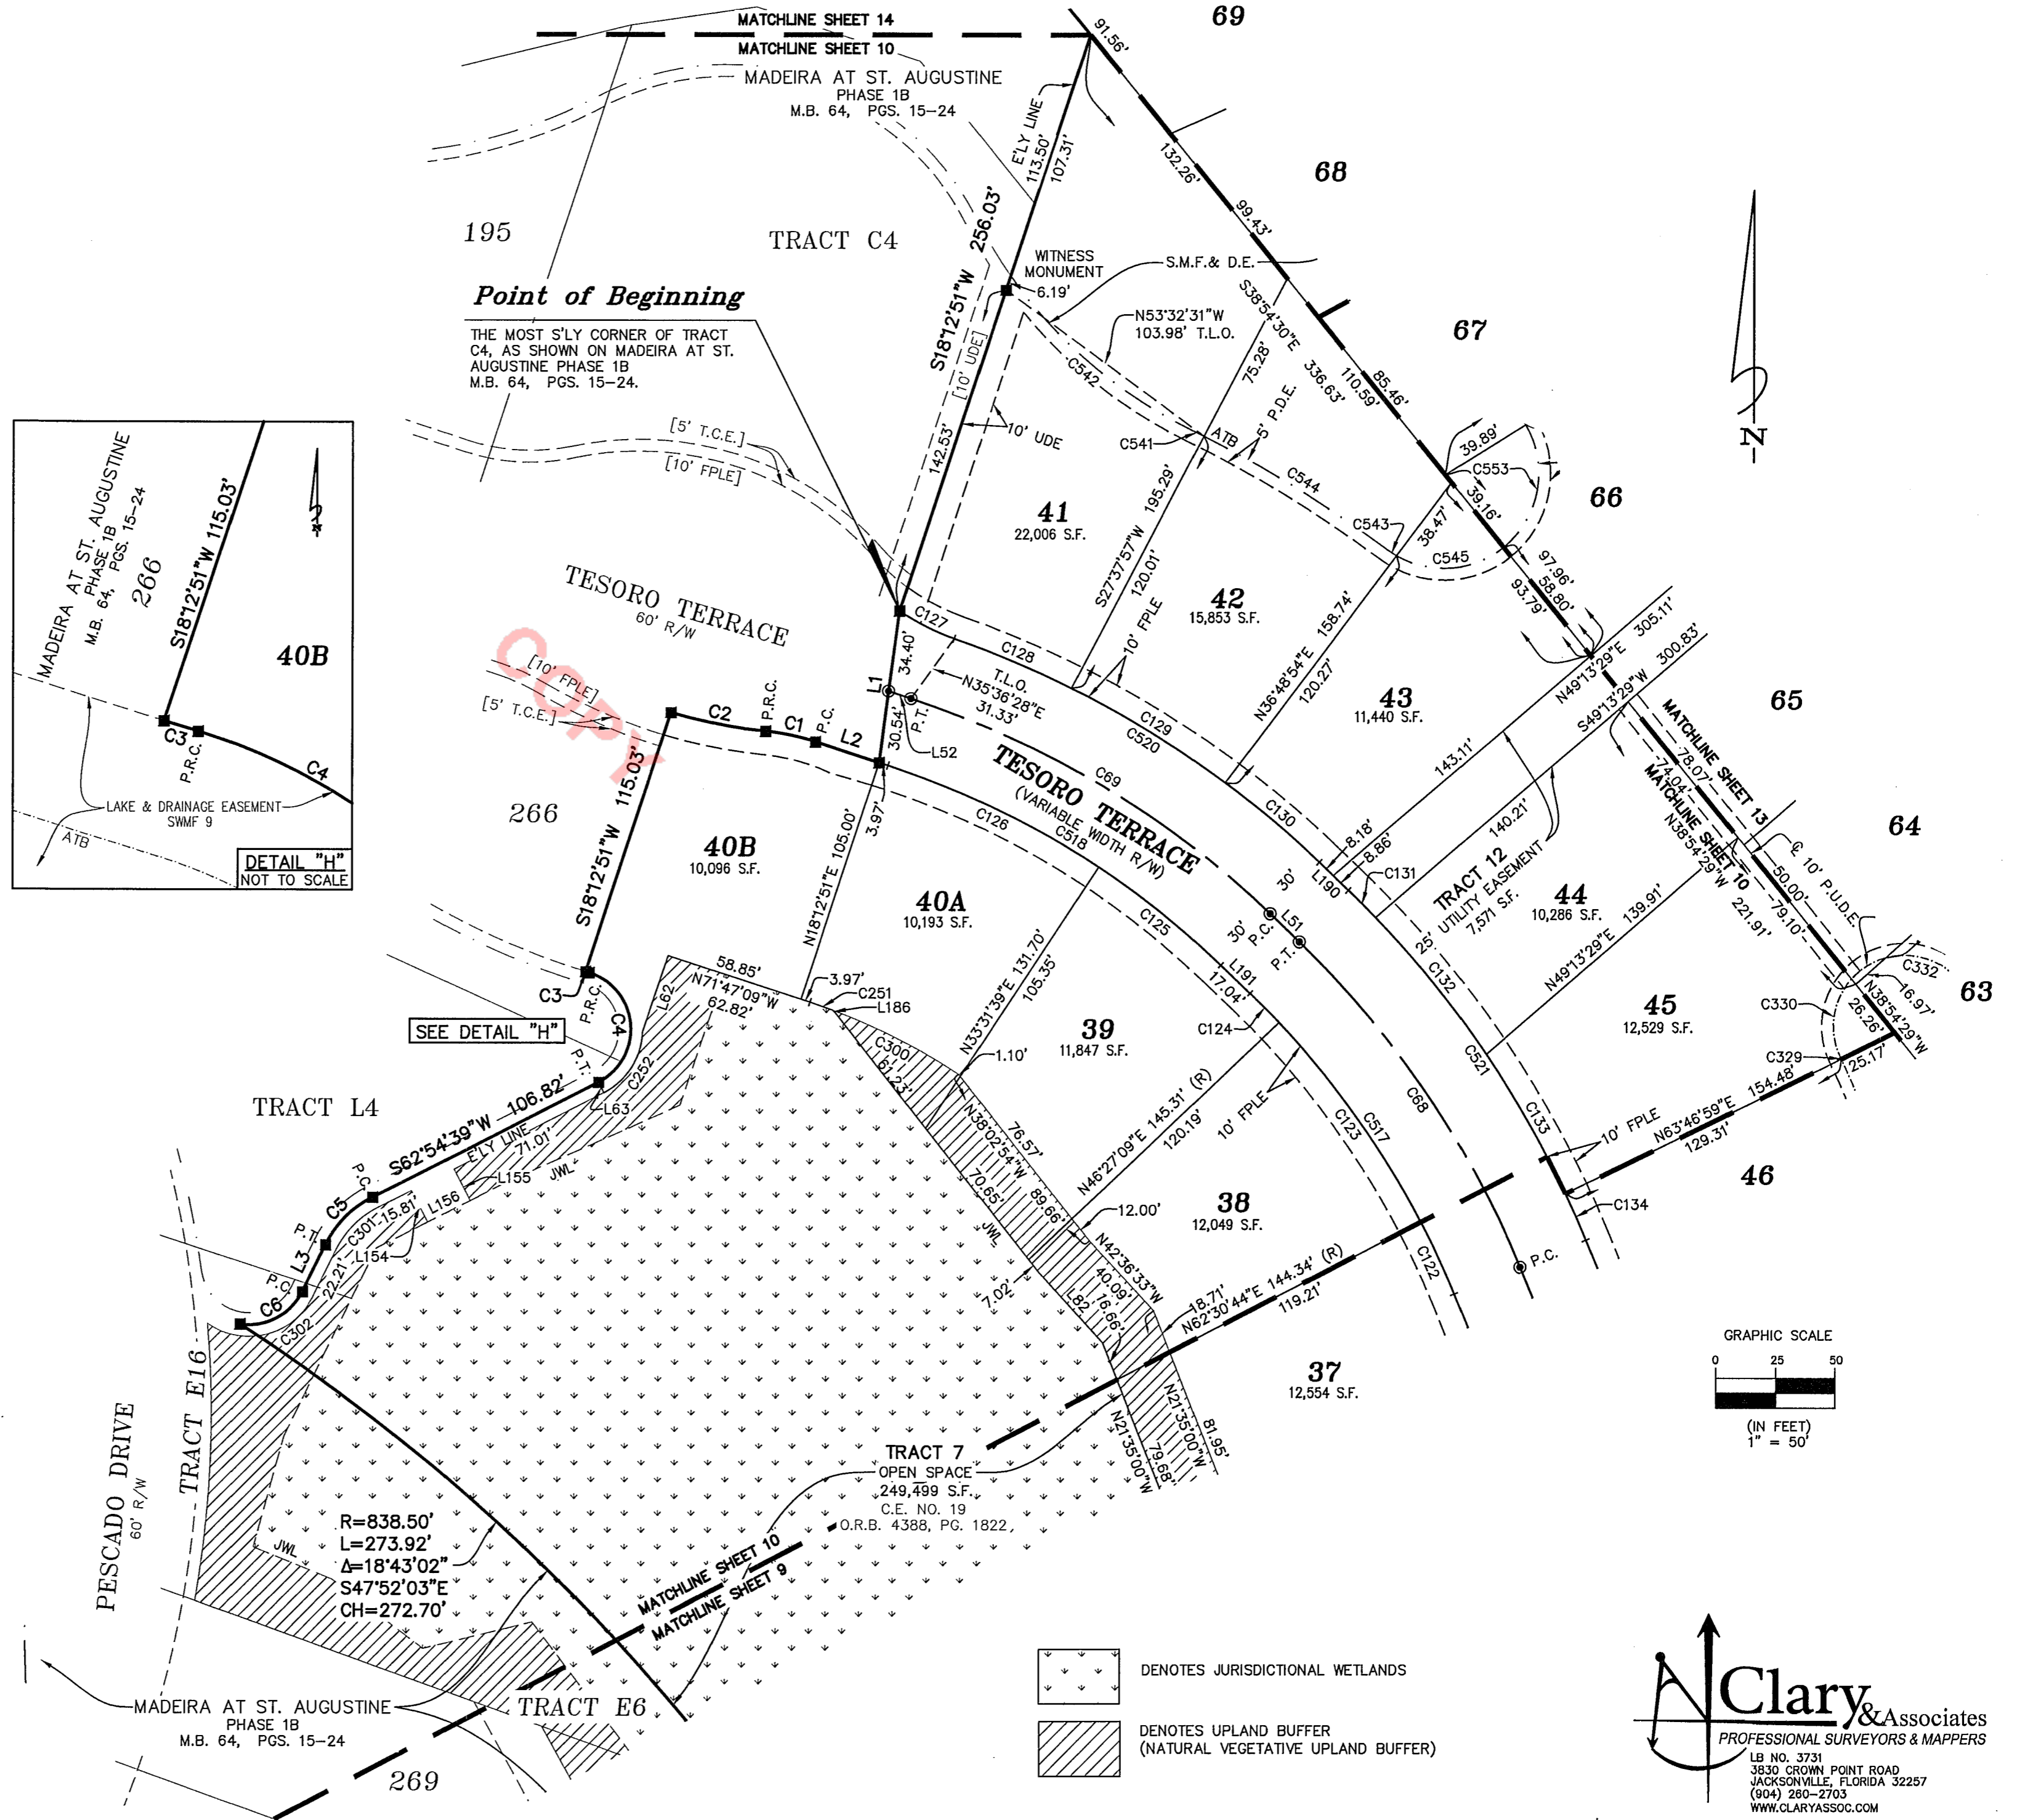 MATCHLINE SHEET 14
MATCHLINE SHEET 10
MADEIRA AT ST. AUGUSTINE
PHASE 1B
M.B. 64, PGS. 15-24
69
91.56'
E'LY LINE
113.50'
107.31'
132.26'
68
99.43'
195
TRACT C4
S18°12'51"W 256.03'
WITNESS
MONUMENT
6.19'
S.M.F.& D.E.
N53°32'31"W
103.98' T.L.O.
S38°54'30"E 336.63'
67
Point of Beginning
THE MOST S'LY CORNER OF TRACT
C4, AS SHOWN ON MADEIRA AT ST.
AUGUSTINE PHASE 1B
M.B. 64, PGS. 15-24.
[10' UDE]
C542
75.28'
110.59'
85.46'
N
[5' T.C.E.]
[10' FPLE]
142.53'
10' UDE
C541
ATB
5' P.D.E.
39.89'
C553
C544
39.16'
66
41
22,006 S.F.
S27°37'57"W 195.29'
120.01'
C543
38.47'
C545
97.96'
58.80'
93.79'
MADEIRA AT ST. AUGUSTINE
PHASE 1B
M.B. 64, PGS. 15-24
266
S18°12'51"W 115.03'
N
40B
C3
P.R.C.
C4
LAKE & DRAINAGE EASEMENT
SWMF 9
ATB
DETAIL "H"
NOT TO SCALE
TESORO TERRACE
60' R/W
COPY
[10' FPLE]
[5' T.C.E.]
C127
34.40'
C128
10' FPLE
42
15,853 S.F.
N36°48'54"E 158.74'
120.27'
43
11,440 S.F.
N49°13'29"E 305.11'
S49°13'29"W 300.83'
65
L1
T.L.O.
N35°36'28"E
31.33'
P.T.
C2
P.R.C.
C1
P.C.
L2
30.54'
L52
C129
C520
C69
TESORO TERRACE
(VARIABLE WIDTH R/W)
C518
C126
143.11'
MATCHLINE SHEET 13
78.07'
74.04'
MATCHLINE SHEET 10
N38°54'29"W 221.91'
64
S18°12'51"W 115.03'
266
40B
10,096 S.F.
3.97'
N18°12'51"E 105.00'
C130
8.18'
8.86'
L190
C131
140.21'
TRACT 12
UTILITY EASEMENT
7,571 S.F.
44
10,286 S.F.
℄ 10' P.U.D.E.
50.00'
79.10'
40A
10,193 S.F.
C125
30'
30'
L51
P.C.
P.T.
25'
C132
N49°13'29"E 139.91'
C332
63
16.97'
N38°54'29"W
26.26'
C3
P.R.C.
C4
SEE DETAIL "H"
P.T.
L62
58.85'
N71°47'09"W
62.82'
3.97'
C251
L186
N33°31'39"E 131.70'
105.35'
L191
17.04'
C124
C330
45
12,529 S.F.
C329
25.17'
C252
L63
C300
61.23'
1.10'
39
11,847 S.F.
C521
TRACT L4
S62°54'39"W 106.82'
E'LY LINE
71.01'
N38°02'54"W
76.57'
89.66'
70.65'
N46°27'09"E 145.31' (R)
120.19'
10' FPLE
C123
C517
C68
C133
10' FPLE
N63°46'59"E 154.48'
129.31'
46
C134
P.C.
C5
P.T.
C301
15.81'
L155
JWL
L156
L154
L3
P.C.
22.21'
C6
C302
JWL
12.00'
38
12,049 S.F.
N42°36'33"W
40.09'
7.02'
L82
16.66'
18.71'
N62°30'44"E 144.34' (R)
119.21'
C122
P.C.
37
12,554 S.F.
GRAPHIC SCALE
0 25 50
(IN FEET)
1" = 50'
N21°35'00"W
81.95'
N21°35'00"W
79.68'
PESCADO DRIVE
60' R/W
TRACT E16
TRACT 7
OPEN SPACE
249,499 S.F.
C.E. NO. 19
O.R.B. 4388, PG. 1822
R=838.50'
L=273.92'
Δ=18°43'02"
S47°52'03"E
CH=272.70'
JWL
MATCHLINE SHEET 10
MATCHLINE SHEET 9
MADEIRA AT ST. AUGUSTINE
PHASE 1B
M.B. 64, PGS. 15-24
TRACT E6
269
DENOTES JURISDICTIONAL WETLANDS
DENOTES UPLAND BUFFER
(NATURAL VEGETATIVE UPLAND BUFFER)
Clary
&Associates
PROFESSIONAL SURVEYORS & MAPPERS
LB NO. 3731
3830 CROWN POINT ROAD
JACKSONVILLE, FLORIDA 32257
(904) 260-2703
WWW.CLARYASSOC.COM